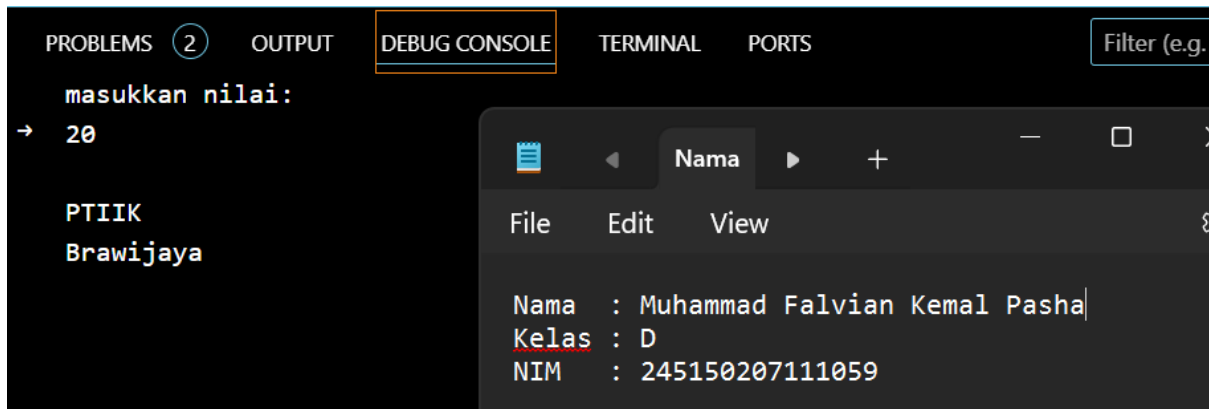 PROBLEMS 2 OUTPUT DEBUG CONSOLE TERMINAL PORTS Filter (e.g.
masukkan nilai:
→ 20
PTIIK
Brawijaya
Nama
File Edit View
Nama : Muhammad Falvian Kemal Pasha
Kelas : D
NIM : 245150207111059